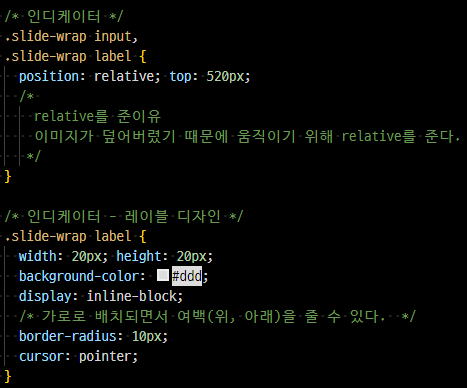 /* 인디케이터 */
.slide-wrap input,
.slide-wrap label {
position: relative; top: 520px;
/*
relative를 준이유
이미지가 덮어버렸기 때문에 움직이기 위해 relative를 준다.
*/
}
/* 인디케이터 - 레이블 디자인 */
.slide-wrap label {
width: 20px; height: 20px;
background-color: #ddd;
display: inline-block;
/* 가로로 배치되면서 여백(위, 아래)을 줄 수 있다. */
border-radius: 10px;
cursor: pointer;
}